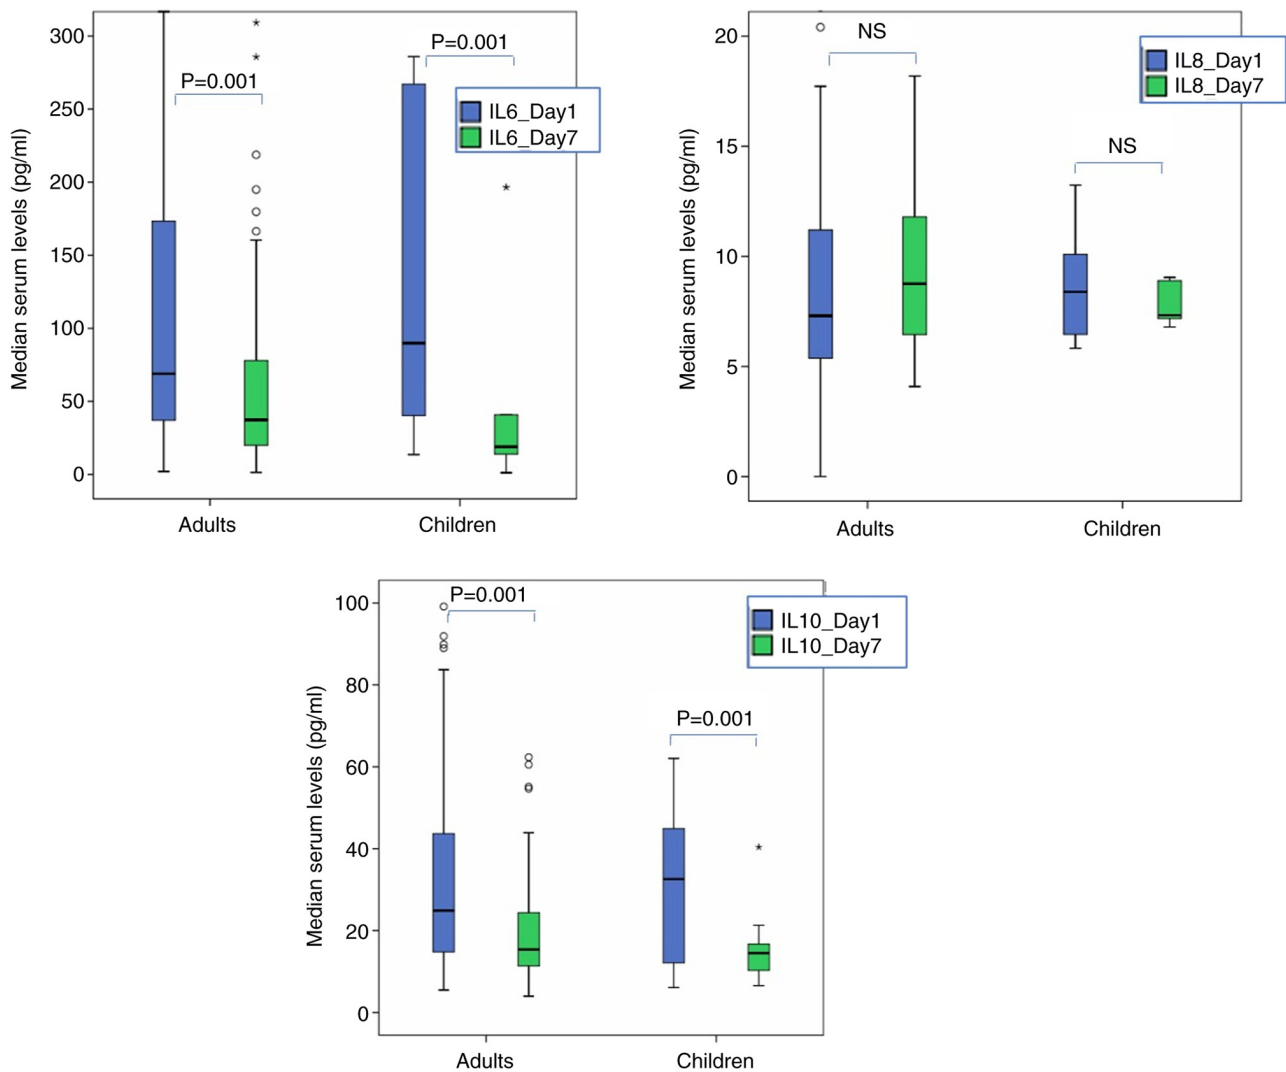 Median serum levels (pg/ml)
300
250
200
150
100
50
0
P=0.001
P=0.001
IL6_Day1
IL6_Day7
Adults
Children
Median serum levels (pg/ml)
20
15
10
5
0
NS
NS
IL8_Day1
IL8_Day7
Adults
Children
Median serum levels (pg/ml)
100
80
60
40
20
0
P=0.001
P=0.001
IL10_Day1
IL10_Day7
Adults
Children